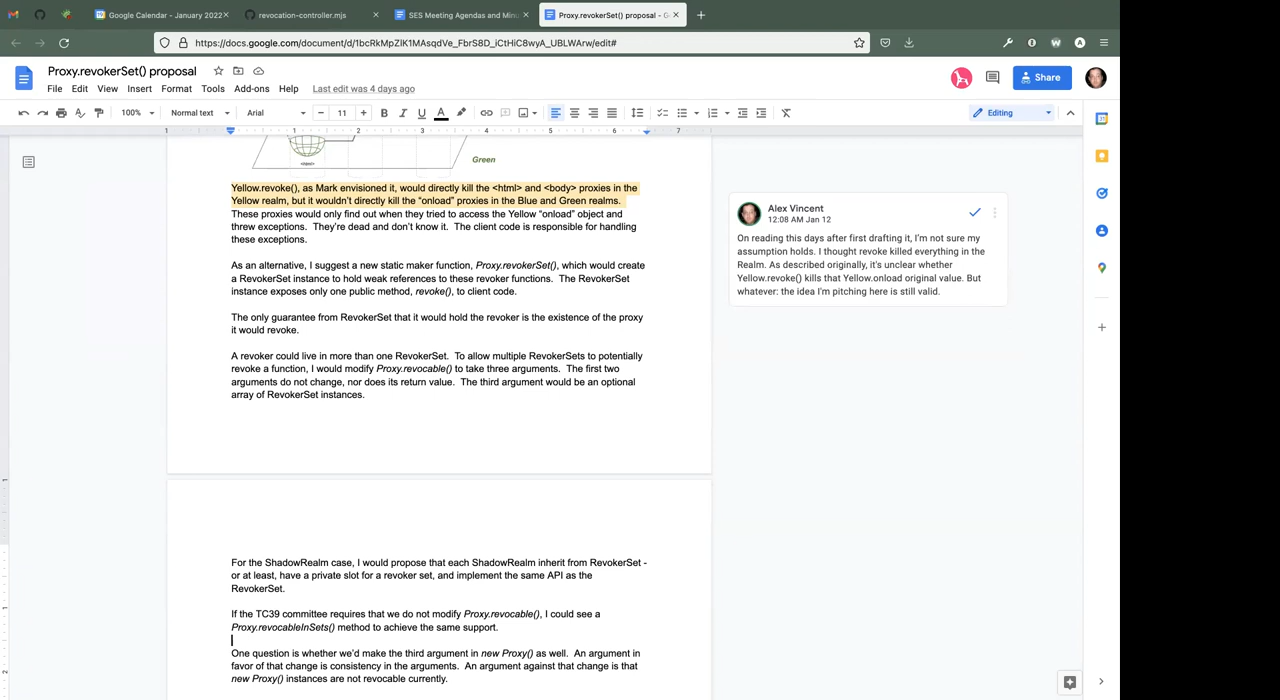 Google Calendar - January 2022
revocation-controller.mjs
SES Meeting Agendas and Minu
Proxy.revokerSet() proposal - G
https://docs.google.com/document/d/1bcRkMpZlK1MAsqdVe_FbrS8D_iCtHiC8wyA_UBLWArw/edit#
Proxy.revokerSet() proposal
File Edit View Insert Format Tools Add-ons Help Last edit was 4 days ago
Share
100% Normal text Arial 11 B I U A Editing
1 1 2 3 4 5 6 7
Green
Yellow.revoke(), as Mark envisioned it, would directly kill the <html> and <body> proxies in the
Yellow realm, but it wouldn't directly kill the “onload” proxies in the Blue and Green realms.
These proxies would only find out when they tried to access the Yellow “onload” object and
threw exceptions. They're dead and don't know it. The client code is responsible for handling
these exceptions.
As an alternative, I suggest a new static maker function, Proxy.revokerSet(), which would create
a RevokerSet instance to hold weak references to these revoker functions. The RevokerSet
instance exposes only one public method, revoke(), to client code.
The only guarantee from RevokerSet that it would hold the revoker is the existence of the proxy
it would revoke.
A revoker could live in more than one RevokerSet. To allow multiple RevokerSets to potentially
revoke a function, I would modify Proxy.revocable() to take three arguments. The first two
arguments do not change, nor does its return value. The third argument would be an optional
array of RevokerSet instances.
For the ShadowRealm case, I would propose that each ShadowRealm inherit from RevokerSet -
or at least, have a private slot for a revoker set, and implement the same API as the
RevokerSet.
If the TC39 committee requires that we do not modify Proxy.revocable(), I could see a
Proxy.revocableInSets() method to achieve the same support.
One question is whether we'd make the third argument in new Proxy() as well. An argument in
favor of that change is consistency in the arguments. An argument against that change is that
new Proxy() instances are not revocable currently.
Alex Vincent
12:08 AM Jan 12
On reading this days after first drafting it, I'm not sure my
assumption holds. I thought revoke killed everything in the
Realm. As described originally, it's unclear whether
Yellow.revoke() kills that Yellow.onload original value. But
whatever: the idea I'm pitching here is still valid.